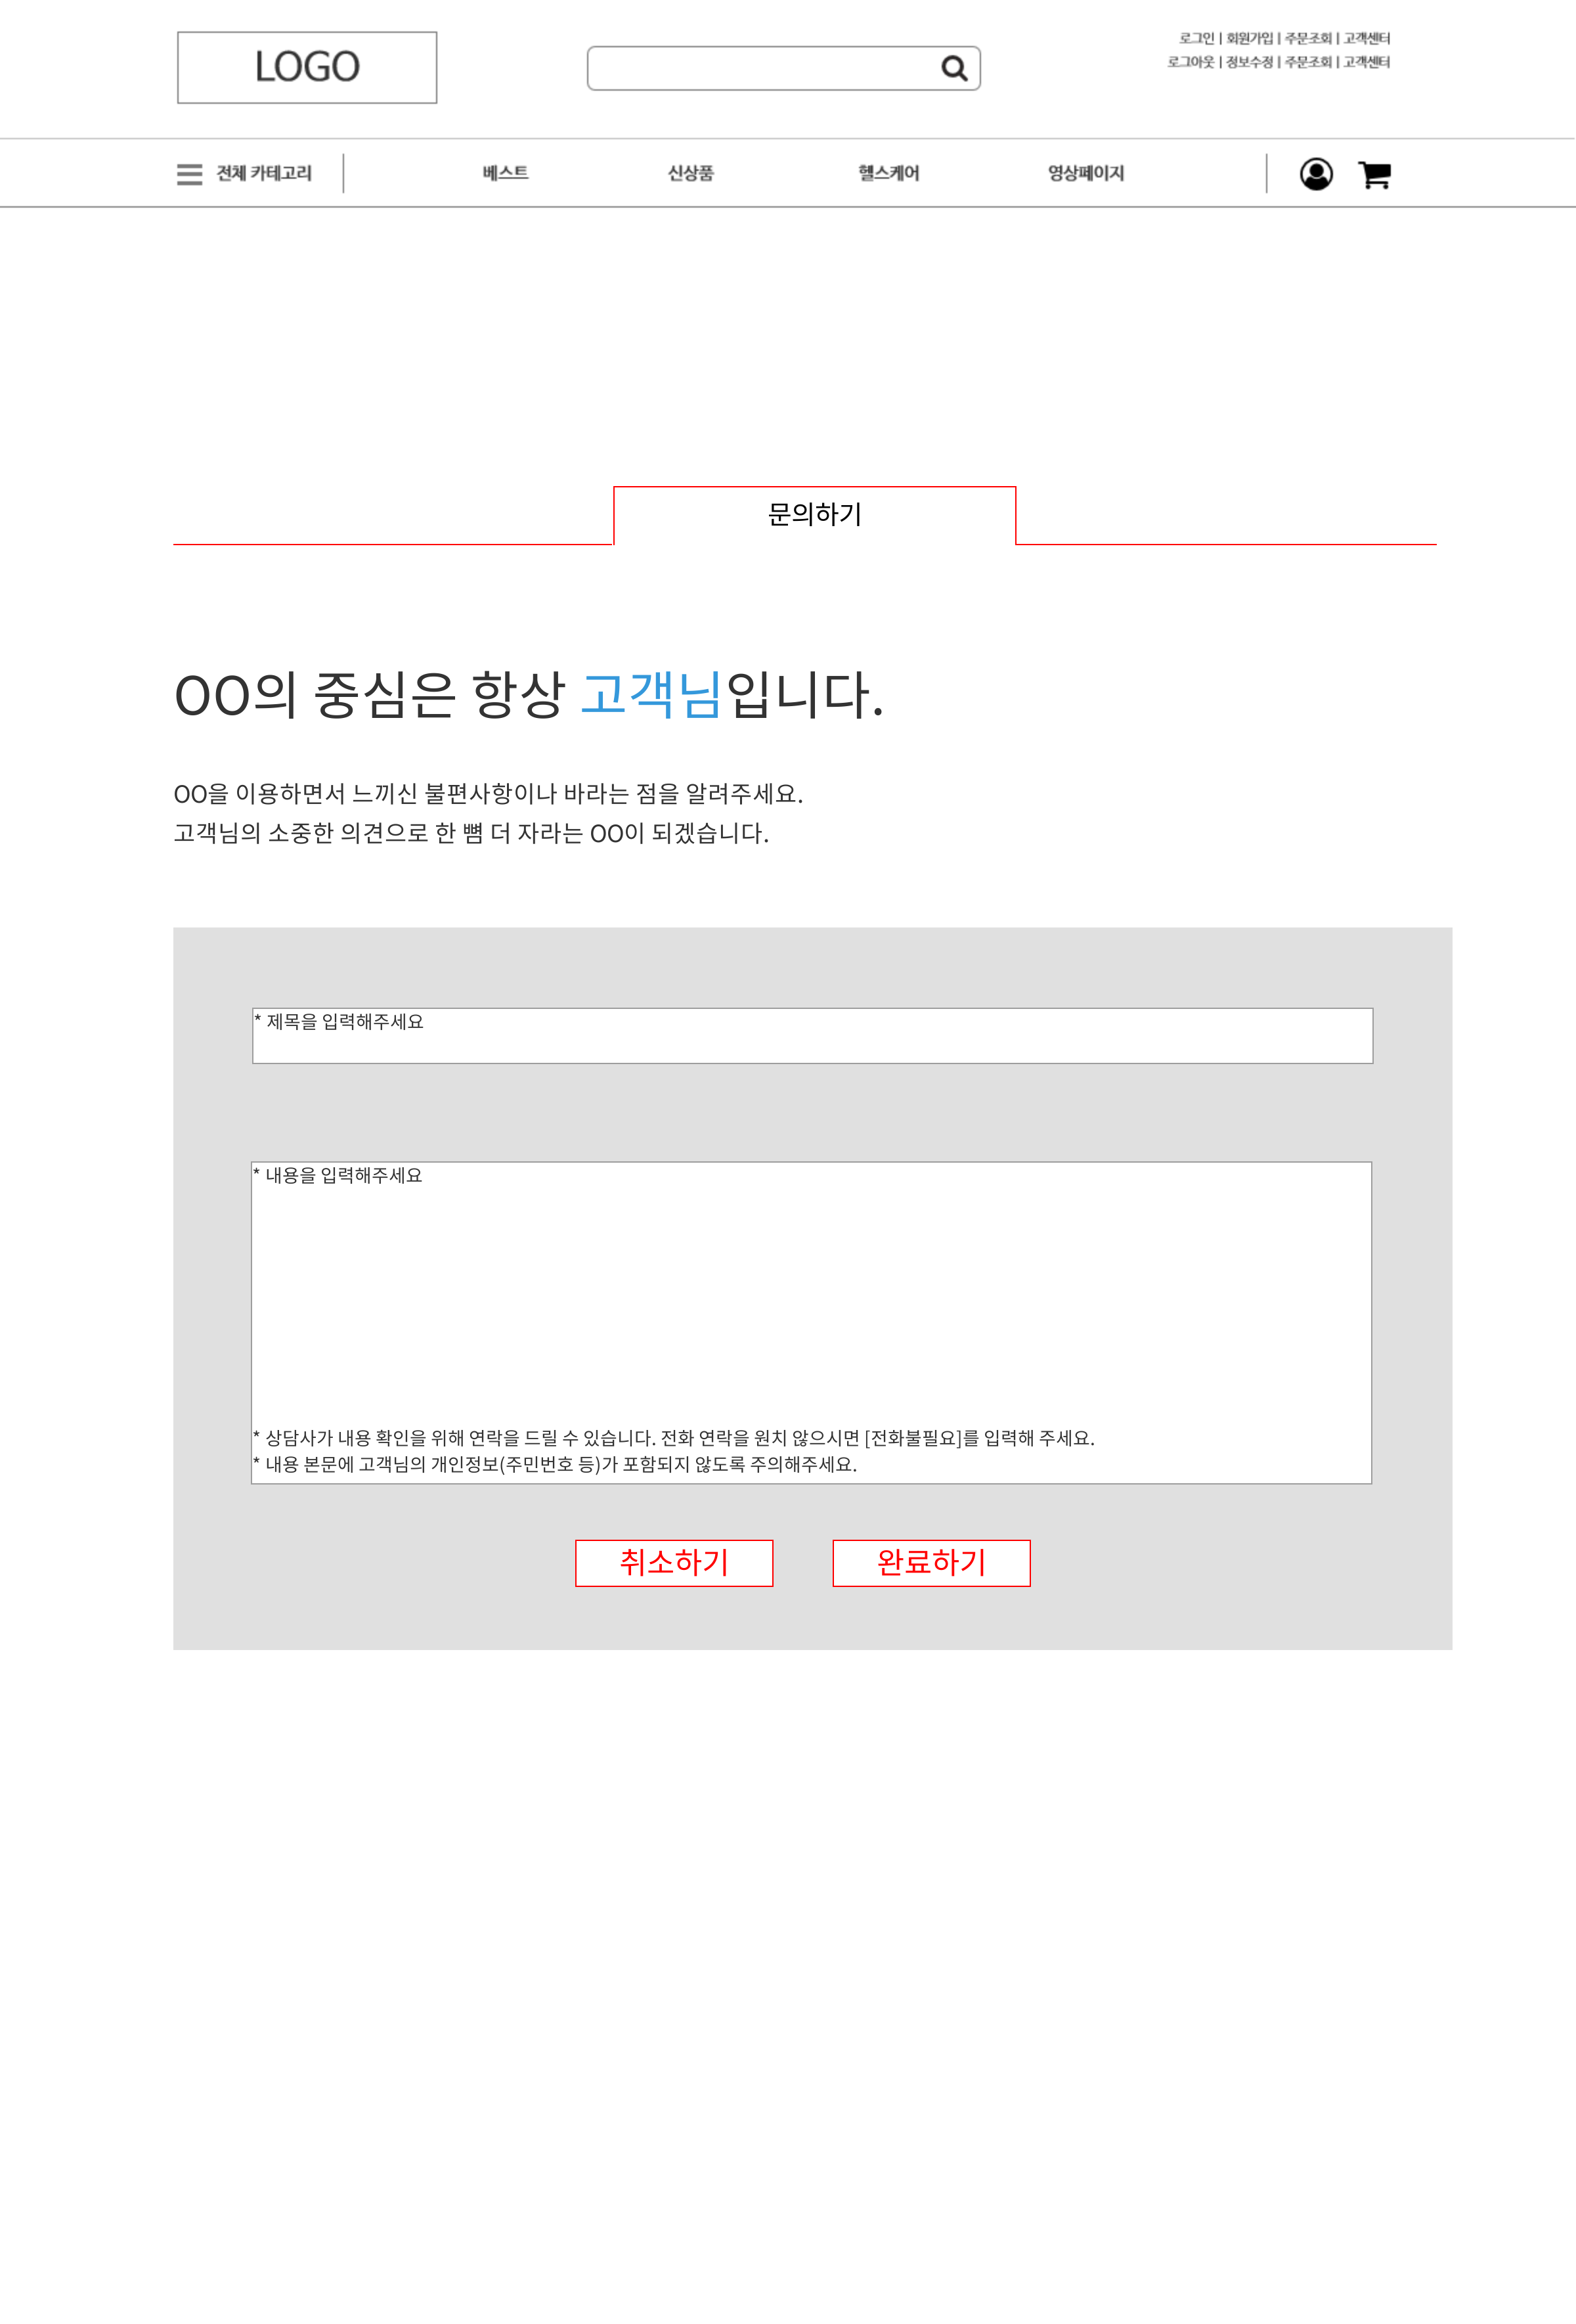 LOGO
로그인 | 회원가입 | 주문조회 | 고객센터
로그아웃 | 정보수정 | 주문조회 | 고객센터
전체 카테고리
베스트
신상품
헬스케어
영상페이지
문의하기
OO의 중심은 항상 고객님입니다.
OO을 이용하면서 느끼신 불편사항이나 바라는 점을 알려주세요.
고객님의 소중한 의견으로 한 뼘 더 자라는 OO이 되겠습니다.
* 제목을 입력해주세요
* 내용을 입력해주세요
* 상담사가 내용 확인을 위해 연락을 드릴 수 있습니다. 전화 연락을 원치 않으시면 [전화불필요]를 입력해 주세요.
* 내용 본문에 고객님의 개인정보(주민번호 등)가 포함되지 않도록 주의해주세요.
취소하기
완료하기